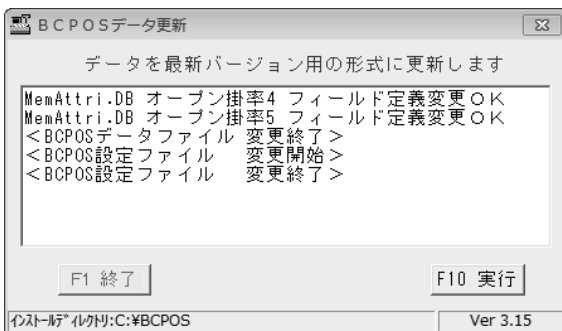 BCPOSデータ更新
データを最新バージョン用の形式に更新します
MemAttri.DB オープン掛率4 フィールド定義変更OK
MemAttri.DB オープン掛率5 フィールド定義変更OK
<BCPOSデータファイル 変更終了>
<BCPOS設定ファイル 変更開始>
<BCPOS設定ファイル 変更終了>
F1 終了
F10 実行
インストールディレクトリ:C:¥BCPOS
Ver 3.15